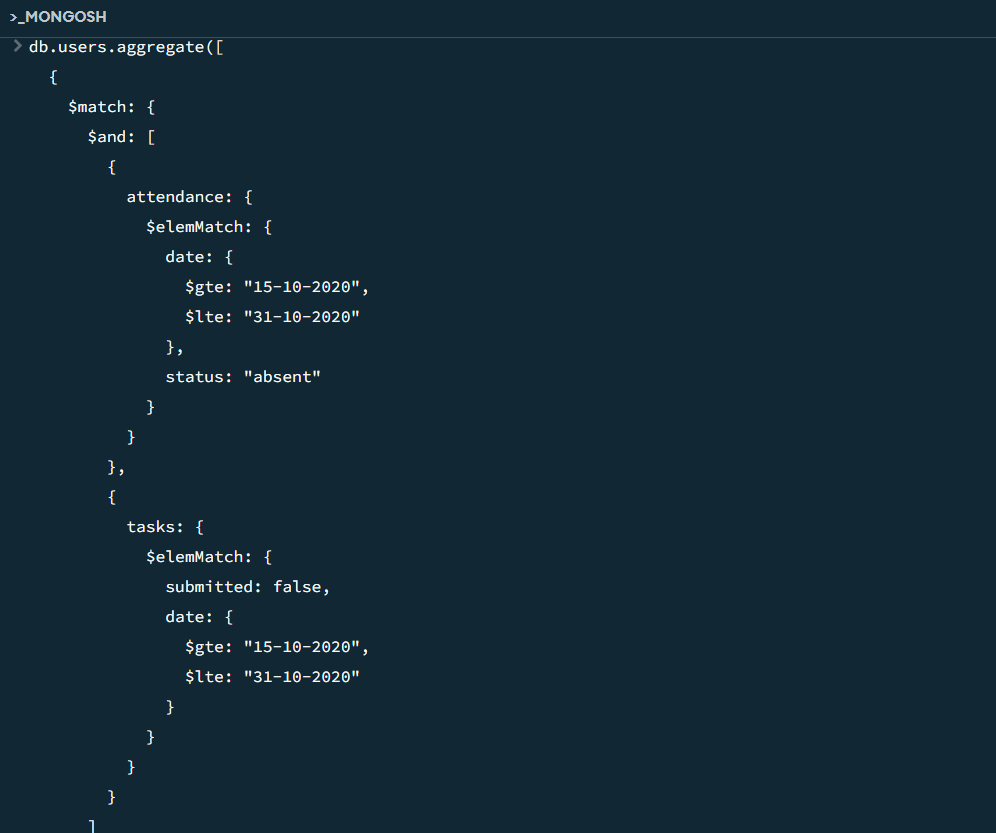 >_MONGOSH
> db.users.aggregate([
{
$match: {
$and: [
{
attendance: {
$elemMatch: {
date: {
$gte: "15-10-2020",
$lte: "31-10-2020"
},
status: "absent"
}
}
},
{
tasks: {
$elemMatch: {
submitted: false,
date: {
$gte: "15-10-2020",
$lte: "31-10-2020"
}
}
}
}
]